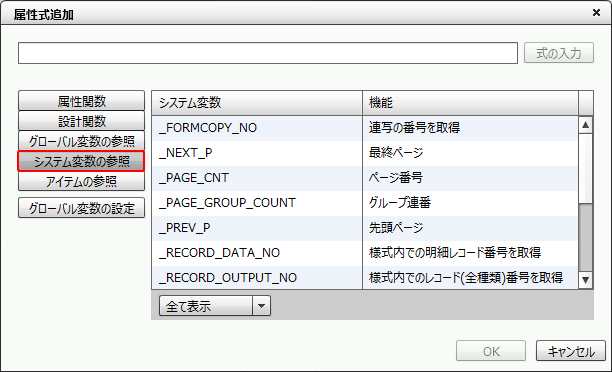 属性式追加
式の入力
属性関数
設計関数
グローバル変数の参照
システム変数の参照
アイテムの参照
グローバル変数の設定
システム変数 機能
_FORMCOPY_NO 連写の番号を取得
_NEXT_P 最終ページ
_PAGE_CNT ページ番号
_PAGE_GROUP_COUNT グループ連番
_PREV_P 先頭ページ
_RECORD_DATA_NO 様式内での明細レコード番号を取得
_RECORD_OUTPUT_NO 様式内でのレコード(全種類)番号を取得
全て表示
OK キャンセル